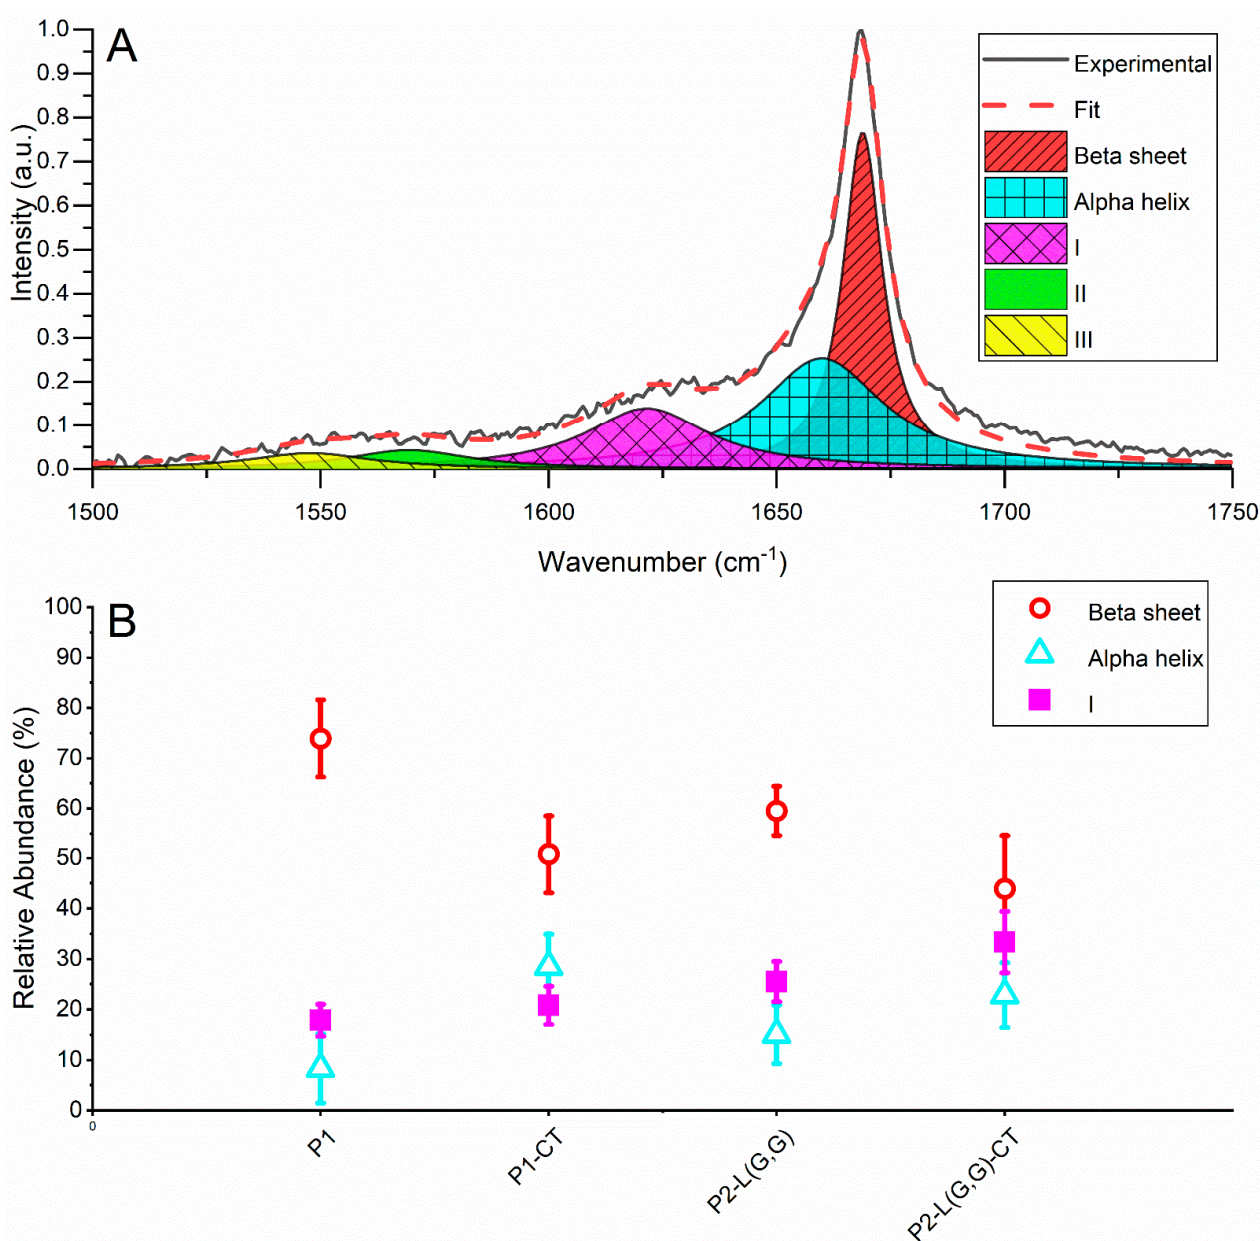 A
Intensity (a.u.)
1.0
0.9
0.8
0.7
0.6
0.5
0.4
0.3
0.2
0.1
0.0
1500 1550 1600 1650 1700 1750
Wavenumber (cm-1)
Experimental
Fit
Beta sheet
Alpha helix
I
II
III
B
Relative Abundance (%)
100
90
80
70
60
50
40
30
20
10
0
0
P1
P1-CT
P2-L(G,G)
P2-L(G,G)-CT
Beta sheet
Alpha helix
I